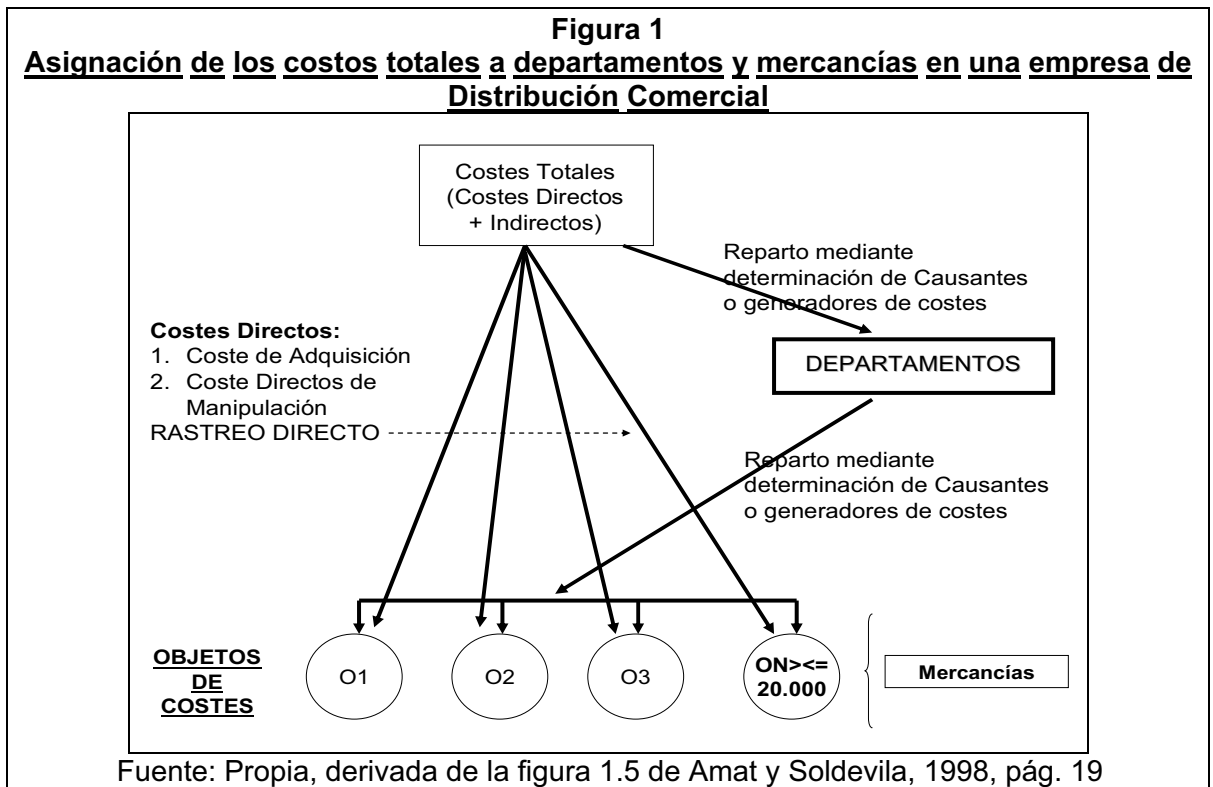 Figura 1
Asignación de los costos totales a departamentos y mercancías en una empresa de
Distribución Comercial
Costes Totales
(Costes Directos
+ Indirectos)
Reparto mediante
determinación de Causantes
o generadores de costes
Costes Directos:
1. Coste de Adquisición
2. Coste Directos de
Manipulación
RASTREO DIRECTO
DEPARTAMENTOS
Reparto mediante
determinación de Causantes
o generadores de costes
OBJETOS
DE
COSTES
O1
O2
O3
ON><=
20.000
Mercancías
Fuente: Propia, derivada de la figura 1.5 de Amat y Soldevila, 1998, pág. 19